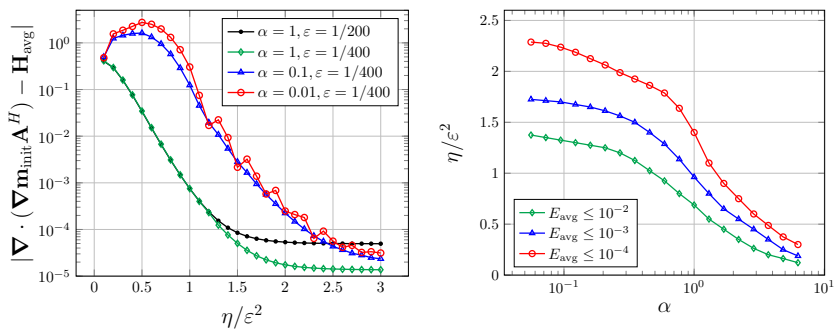 |∇ · (∇m_init A^H) − H_avg|
10^0
10^−1
10^−2
10^−3
10^−4
10^−5
0 0.5 1 1.5 2 2.5 3
η/ε^2
α = 1, ε = 1/200
α = 1, ε = 1/400
α = 0.1, ε = 1/400
α = 0.01, ε = 1/400
η/ε^2
2.5
2
1.5
1
0.5
0
10^−1 10^0 10^1
α
E_avg ≤ 10^−2
E_avg ≤ 10^−3
E_avg ≤ 10^−4